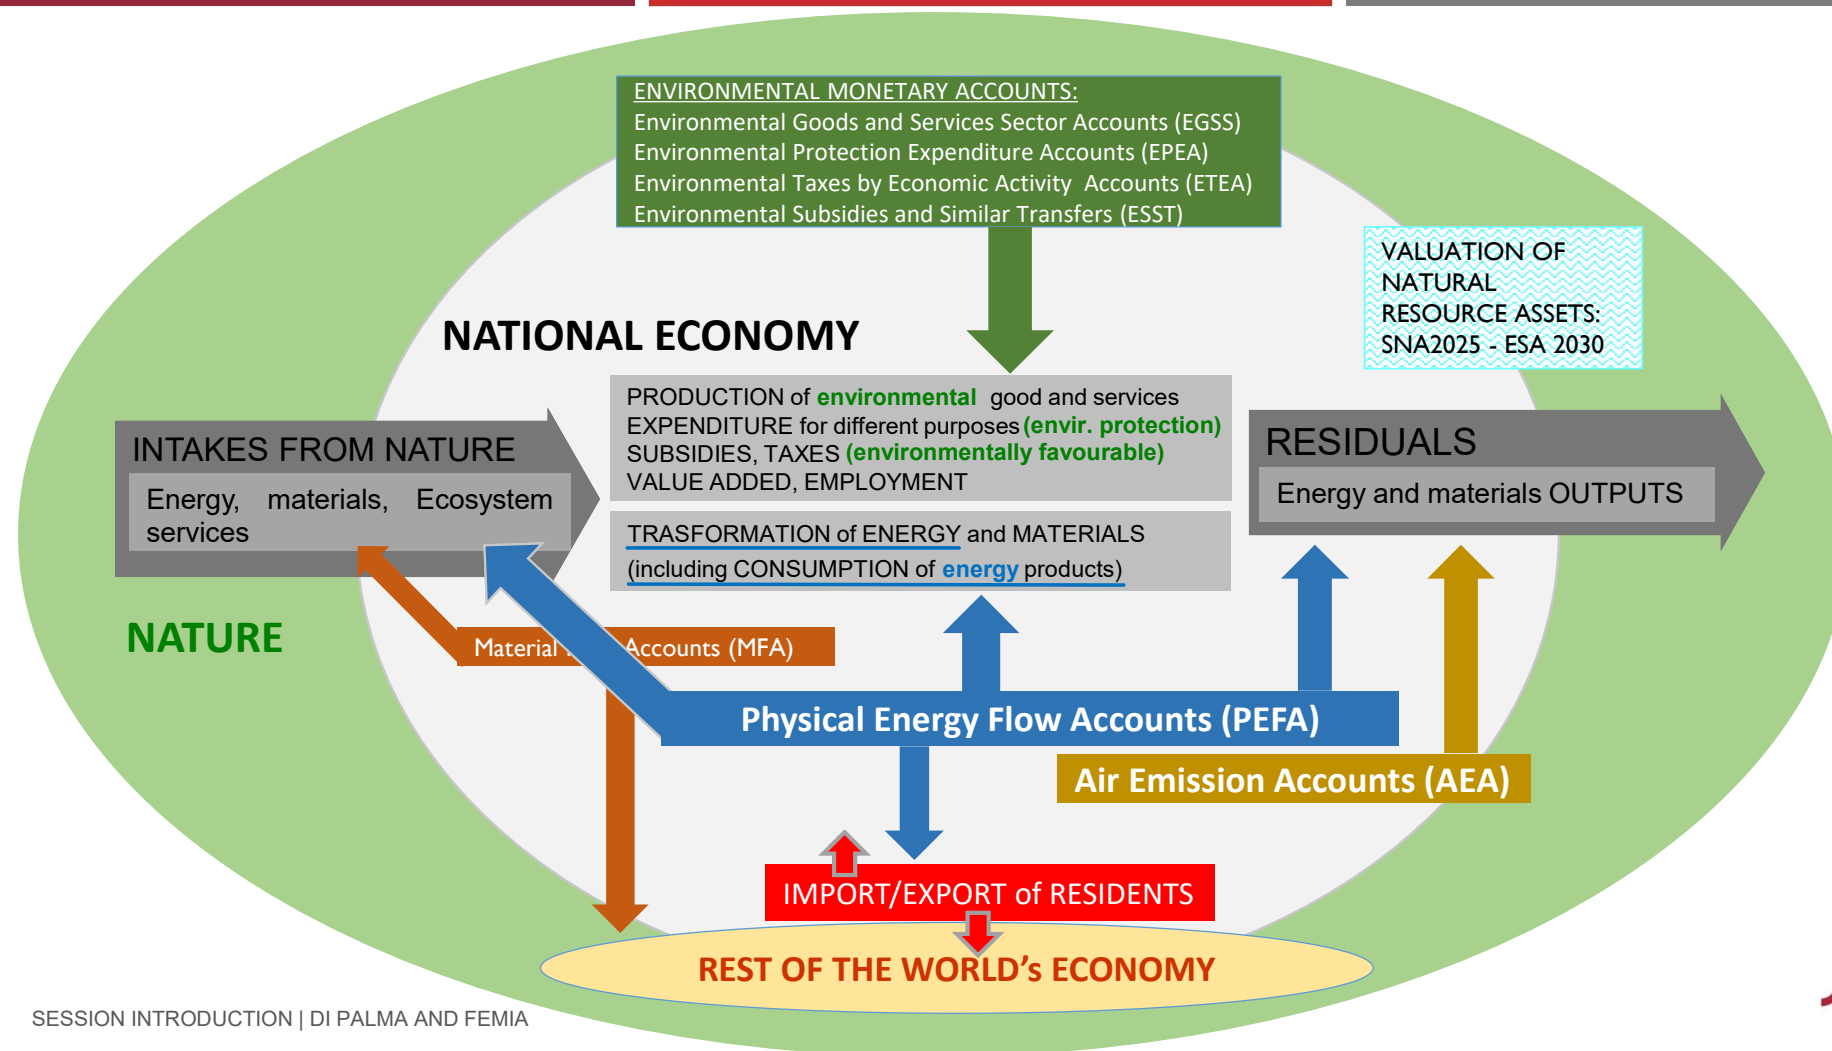 ENVIRONMENTAL MONETARY ACCOUNTS:
Environmental Goods and Services Sector Accounts (EGSS)
Environmental Protection Expenditure Accounts (EPEA)
Environmental Taxes by Economic Activity Accounts (ETEA)
Environmental Subsidies and Similar Transfers (ESST)
VALUATION OF
NATURAL
RESOURCE ASSETS:
SNA2025 - ESA 2030
NATIONAL ECONOMY
PRODUCTION of environmental good and services
EXPENDITURE for different purposes (envir. protection)
SUBSIDIES, TAXES (environmentally favourable)
VALUE ADDED, EMPLOYMENT
INTAKES FROM NATURE
Energy, materials, Ecosystem
services
RESIDUALS
Energy and materials OUTPUTS
TRASFORMATION of ENERGY and MATERIALS
(including CONSUMPTION of energy products)
NATURE
Material Accounts (MFA)
Physical Energy Flow Accounts (PEFA)
Air Emission Accounts (AEA)
IMPORT/EXPORT of RESIDENTS
REST OF THE WORLD's ECONOMY
SESSION INTRODUCTION | DI PALMA AND FEMIA